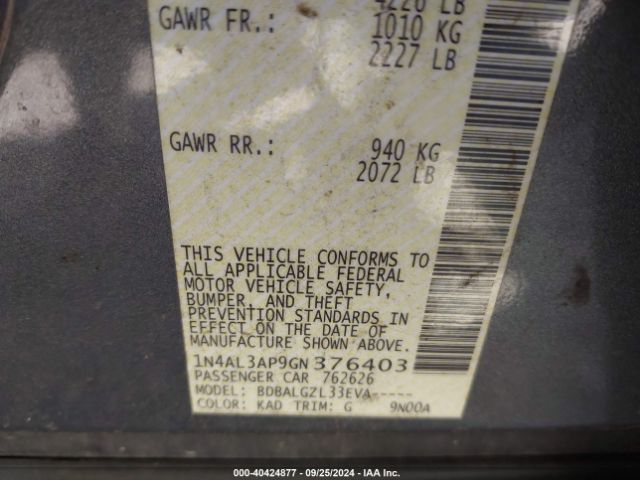 4226 LB
GAWR FR.: 1010 KG
2227 LB
GAWR RR.: 940 KG
2072 LB
THIS VEHICLE CONFORMS TO
ALL APPLICABLE FEDERAL
MOTOR VEHICLE SAFETY,
BUMPER, AND THEFT
PREVENTION STANDARDS IN
EFFECT ON THE DATE OF
MANUFACTURE SHOWN ABOVE.
1N4AL3AP9GN376403
PASSENGER CAR 762626
MODEL: BDBALGZL33EVA-----
COLOR: KAD TRIM: G 9N00A
000-40424877 - 09/25/2024 - IAA Inc.